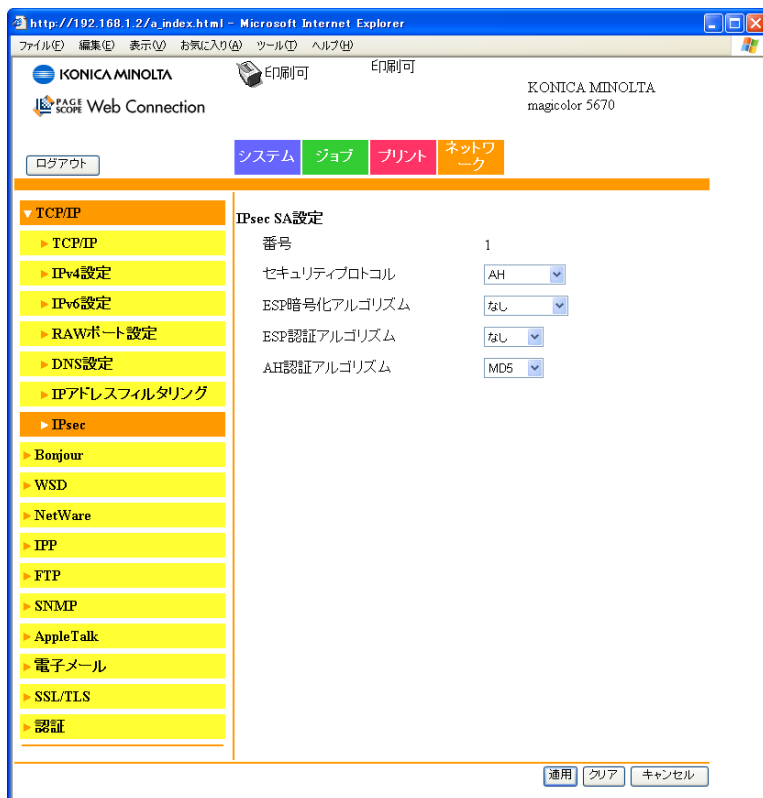 http://192.168.1.2/a_index.html - Microsoft Internet Explorer
ファイル(F) 編集(E) 表示(V) お気に入り(A) ツール(T) ヘルプ(H)
KONICA MINOLTA
印刷可
印刷可
PAGE SCOPE Web Connection
KONICA MINOLTA
magicolor 5670
ログアウト
システム
ジョブ
プリント
ネットワ
ーク
TCP/IP
TCP/IP
IPv4設定
IPv6設定
RAWポート設定
DNS設定
IPアドレスフィルタリング
IPsec
Bonjour
WSD
NetWare
IPP
FTP
SNMP
AppleTalk
電子メール
SSL/TLS
認証
IPsec SA設定
番号 1
セキュリティプロトコル AH
ESP暗号化アルゴリズム なし
ESP認証アルゴリズム なし
AH認証アルゴリズム MD5
適用 クリア キャンセル